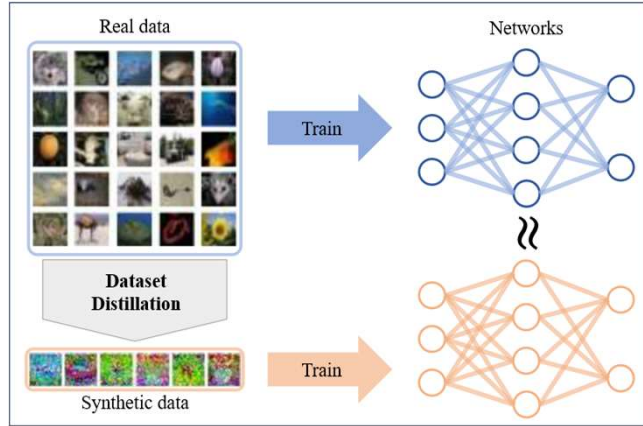 Real data
Networks
Train
Dataset
Distillation
Train
Synthetic data